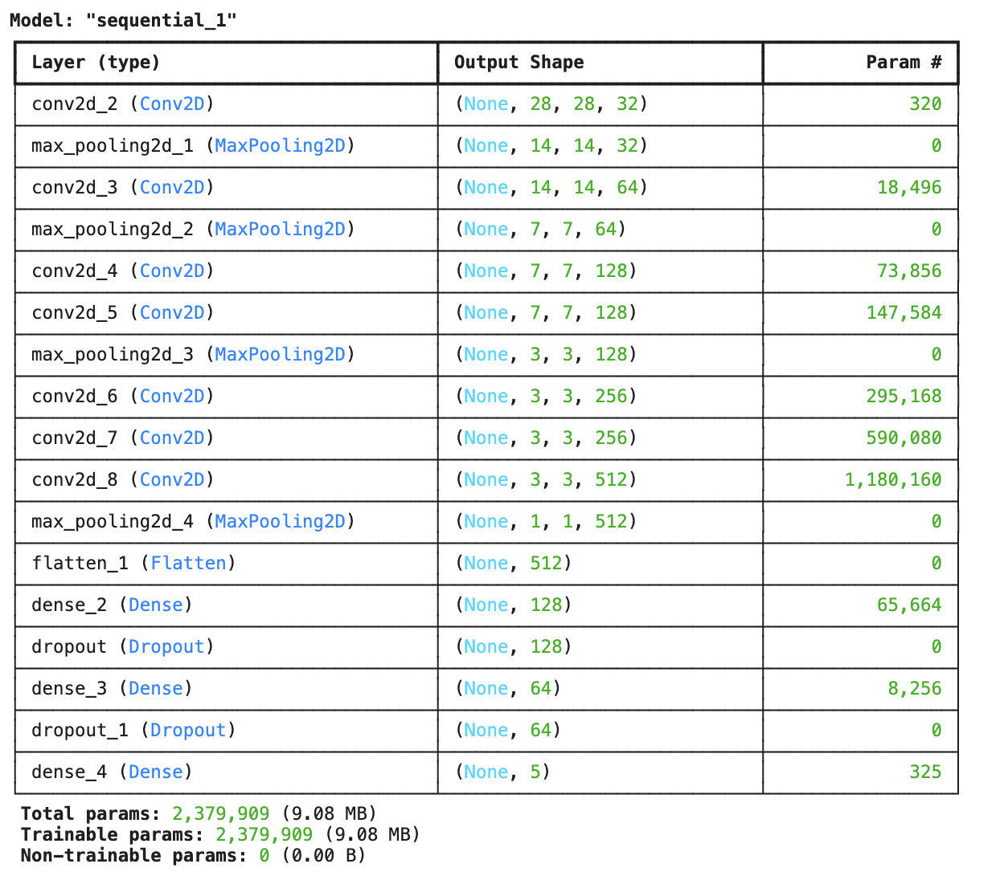 Model: "sequential_1"
Layer (type) Output Shape Param #
conv2d_2 (Conv2D) (None, 28, 28, 32) 320
max_pooling2d_1 (MaxPooling2D) (None, 14, 14, 32) 0
conv2d_3 (Conv2D) (None, 14, 14, 64) 18,496
max_pooling2d_2 (MaxPooling2D) (None, 7, 7, 64) 0
conv2d_4 (Conv2D) (None, 7, 7, 128) 73,856
conv2d_5 (Conv2D) (None, 7, 7, 128) 147,584
max_pooling2d_3 (MaxPooling2D) (None, 3, 3, 128) 0
conv2d_6 (Conv2D) (None, 3, 3, 256) 295,168
conv2d_7 (Conv2D) (None, 3, 3, 256) 590,080
conv2d_8 (Conv2D) (None, 3, 3, 512) 1,180,160
max_pooling2d_4 (MaxPooling2D) (None, 1, 1, 512) 0
flatten_1 (Flatten) (None, 512) 0
dense_2 (Dense) (None, 128) 65,664
dropout (Dropout) (None, 128) 0
dense_3 (Dense) (None, 64) 8,256
dropout_1 (Dropout) (None, 64) 0
dense_4 (Dense) (None, 5) 325
Total params: 2,379,909 (9.08 MB)
Trainable params: 2,379,909 (9.08 MB)
Non-trainable params: 0 (0.00 B)